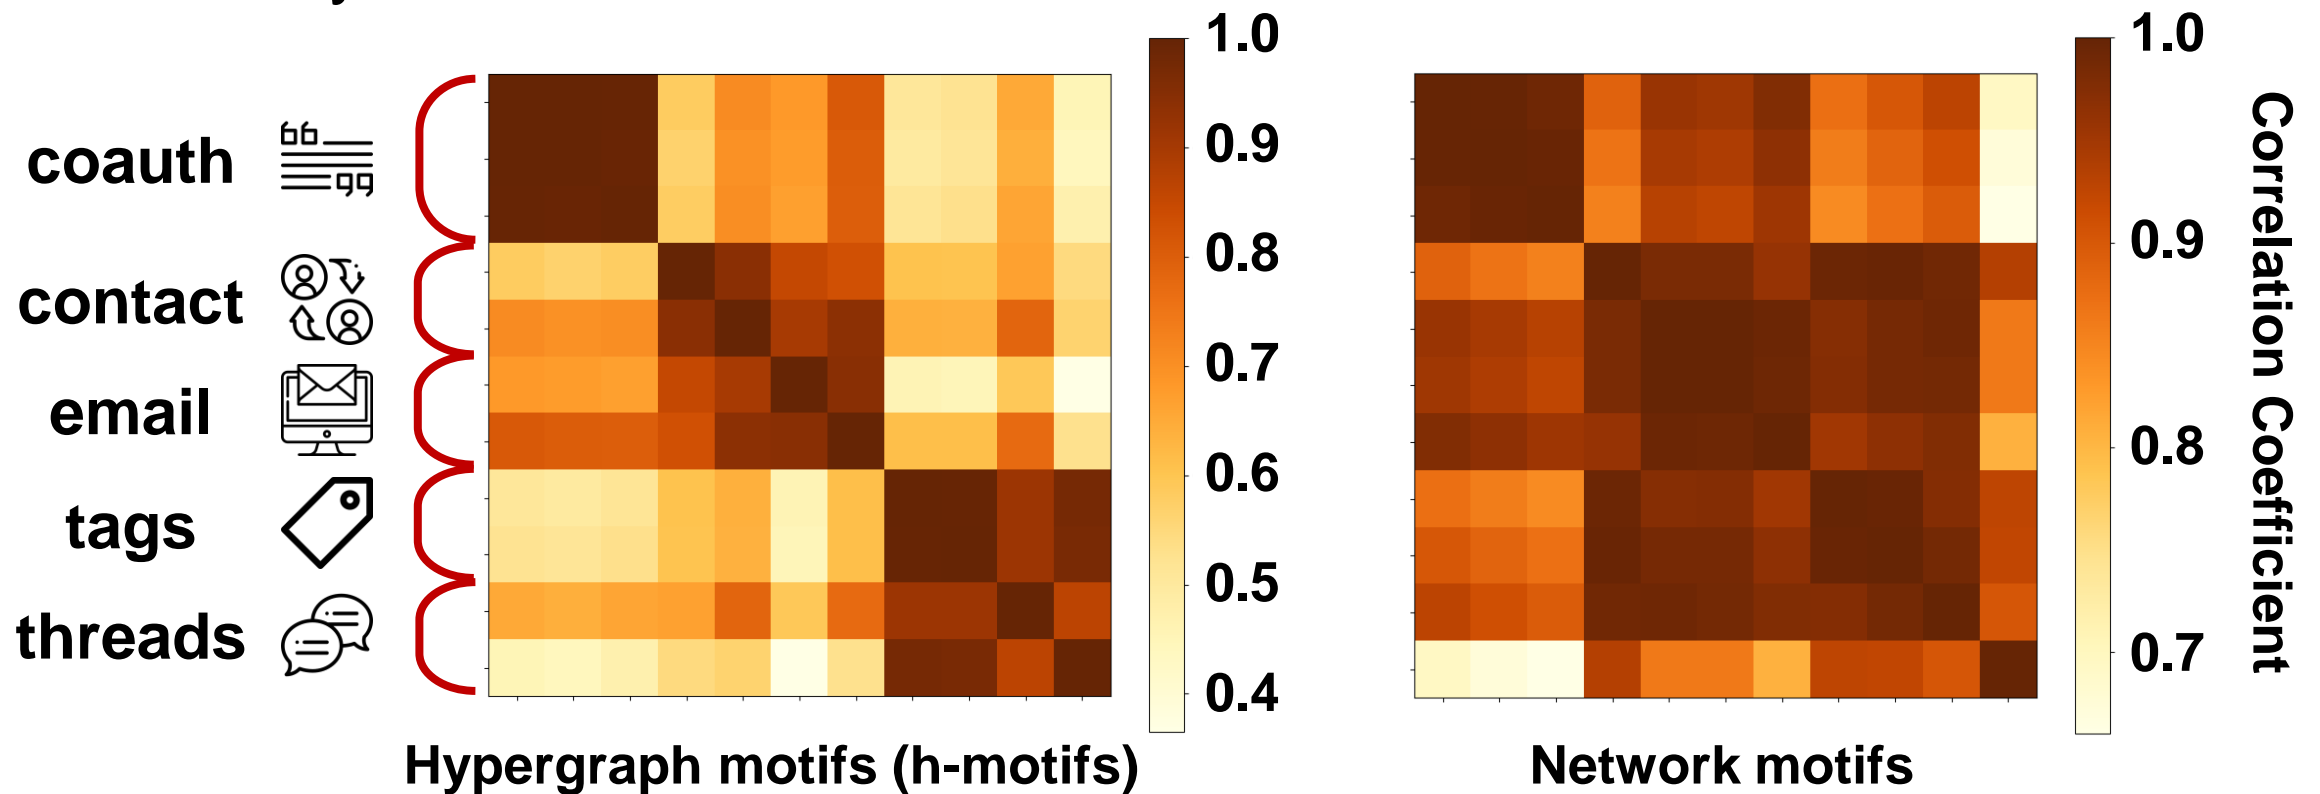 coauth
contact
email
tags
threads
1.0
0.9
0.8
0.7
0.6
0.5
0.4
Hypergraph motifs (h-motifs)
1.0
0.9
0.8
0.7
Correlation Coefficient
Network motifs